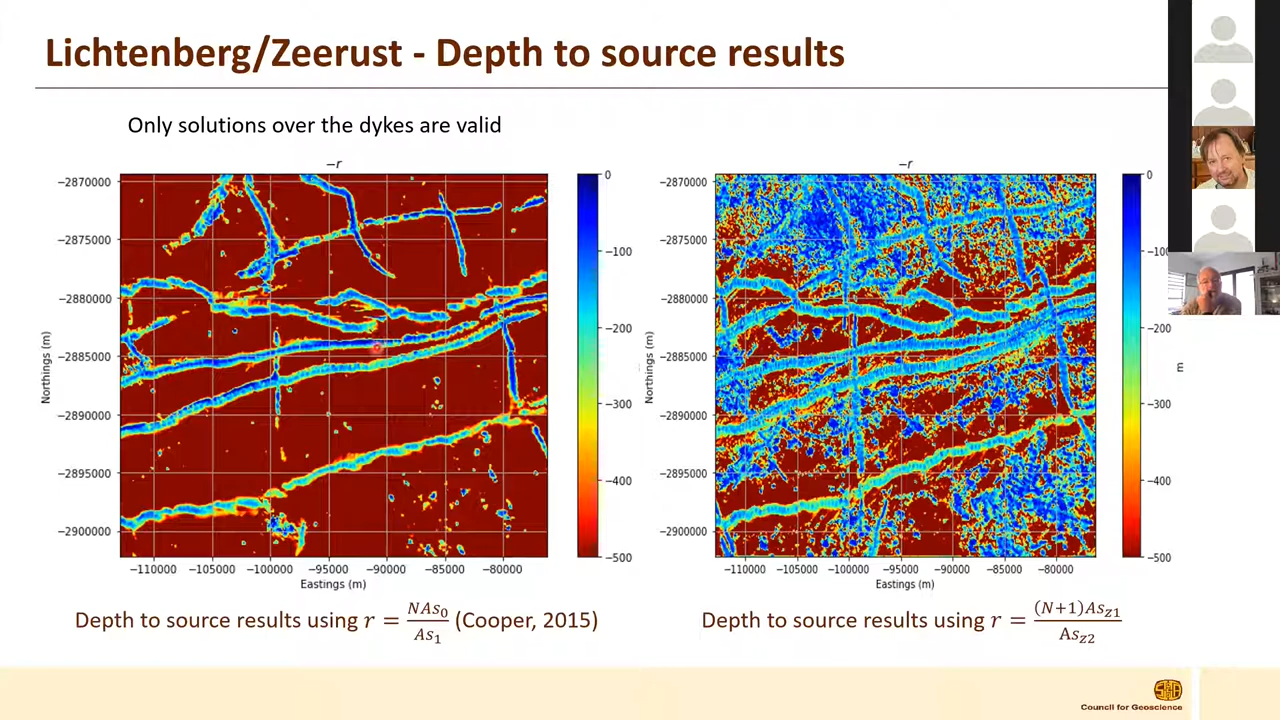 Lichtenberg/Zeerust - Depth to source results
Only solutions over the dykes are valid
−r
−2870000
−2875000
−2880000
−2885000
−2890000
−2895000
−2900000
Northings (m)
−110000 −105000 −100000 −95000 −90000 −85000 −80000
Eastings (m)
0
−100
−200
−300
−400
−500
−r
−2870000
−2875000
−2880000
−2885000
−2890000
−2895000
−2900000
Northings (m)
−110000 −105000 −100000 −95000 −90000 −85000 −80000
Eastings (m)
0
−100
−200
−300
−400
−500
m
Depth to source results using r = NAs₀/As₁ (Cooper, 2015)
Depth to source results using r = (N+1)As_z1/As_z2
Council for Geoscience